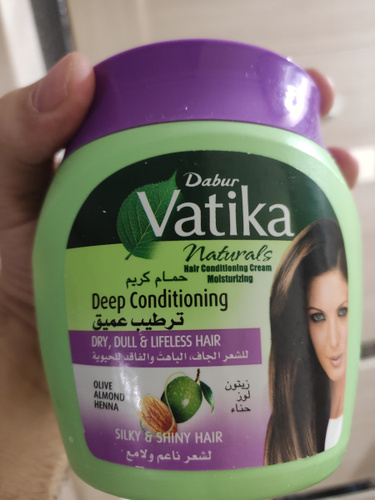 Dabur
Vatika
Naturals
Hair Conditioning Cream
Moisturizing
حمام كريم
Deep Conditioning
ترطيب عميق
DRY, DULL & LIFELESS HAIR
للشعر الجاف، الباهت والفاقد للحيوية
OLIVE
ALMOND
HENNA
زيتون
لوز
حناء
SILKY & SHINY HAIR
لشعر ناعم ولامع